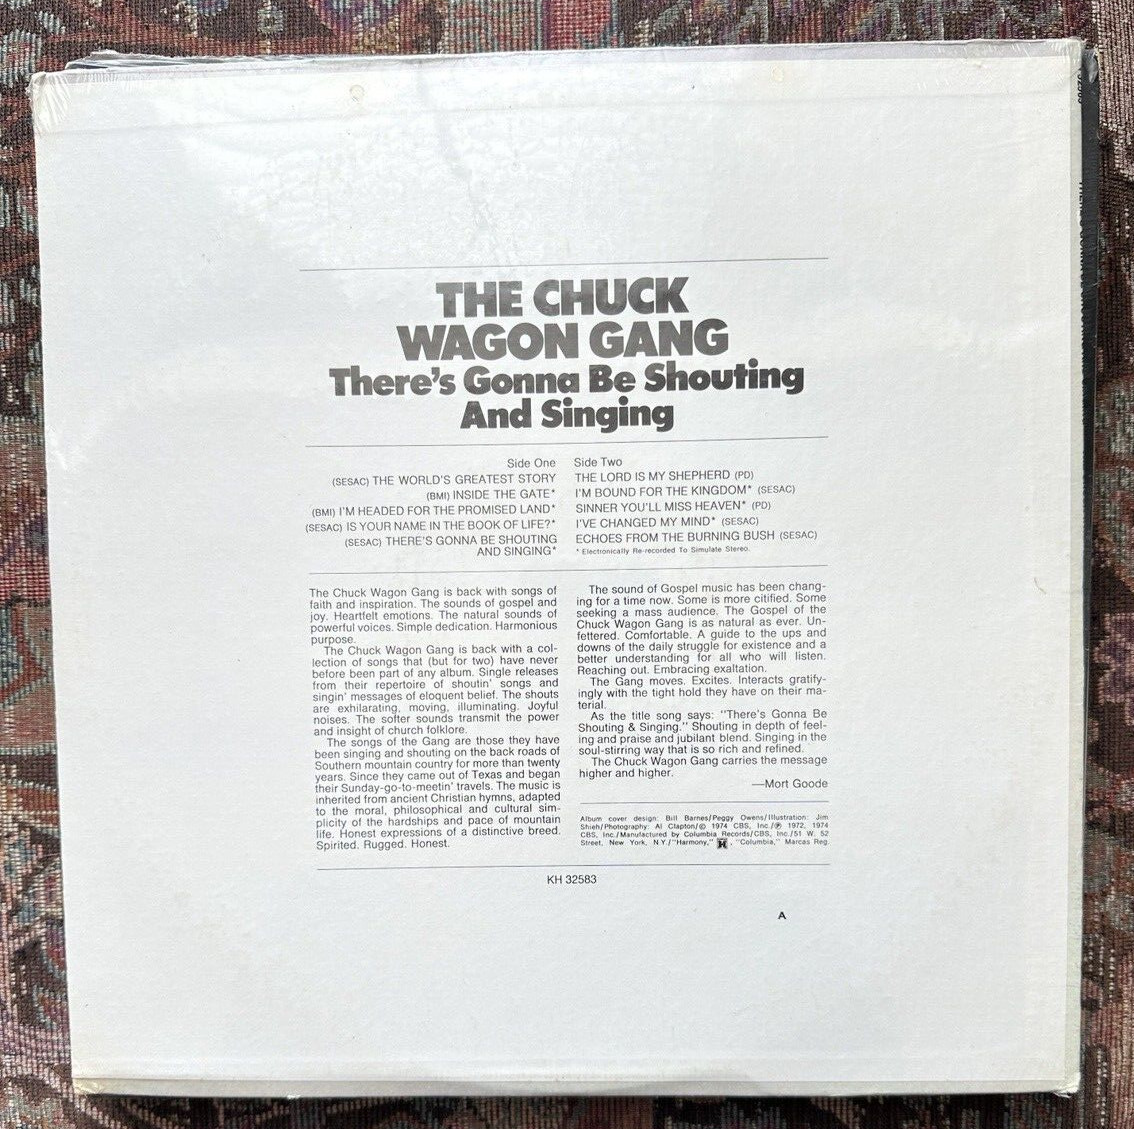 THE CHUCK
WAGON GANG
There's Gonna Be Shouting
And Singing
Side One
(SESAC) THE WORLD'S GREATEST STORY
(BMI) INSIDE THE GATE*
(BMI) I'M HEADED FOR THE PROMISED LAND*
(SESAC) IS YOUR NAME IN THE BOOK OF LIFE?*
(SESAC) THERE'S GONNA BE SHOUTING
AND SINGING*
Side Two
THE LORD IS MY SHEPHERD (PD)
I'M BOUND FOR THE KINGDOM* (SESAC)
SINNER YOU'LL MISS HEAVEN* (PD)
I'VE CHANGED MY MIND* (SESAC)
ECHOES FROM THE BURNING BUSH (SESAC)
* Electronically Re-recorded To Simulate Stereo.
The Chuck Wagon Gang is back with songs of
faith and inspiration. The sounds of gospel and
joy. Heartfelt emotions. The natural sounds of
powerful voices. Simple dedication. Harmonious
purpose.
The Chuck Wagon Gang is back with a col-
lection of songs that (but for two) have never
before been part of any album. Single releases
from their repertoire of shoutin' songs and
singin' messages of eloquent belief. The shouts
are exhilarating, moving, illuminating. Joyful
noises. The softer sounds transmit the power
and insight of church folklore.
The songs of the Gang are those they have
been singing and shouting on the back roads of
Southern mountain country for more than twenty
years. Since they came out of Texas and began
their Sunday-go-to-meetin' travels. The music is
inherited from ancient Christian hymns, adapted
to the moral, philosophical and cultural sim-
plicity of the hardships and pace of mountain
life. Honest expressions of a distinctive breed.
Spirited. Rugged. Honest.
The sound of Gospel music has been chang-
ing for a time now. Some is more citified. Some
seeking a mass audience. The Gospel of the
Chuck Wagon Gang is as natural as ever. Un-
fettered. Comfortable. A guide to the ups and
downs of the daily struggle for existence and a
better understanding for all who will listen.
Reaching out. Embracing exaltation.
The Gang moves. Excites. Interacts gratify-
ingly with the tight hold they have on their ma-
terial.
As the title song says: "There's Gonna Be
Shouting & Singing." Shouting in depth of feel-
ing and praise and jubilant blend. Singing in the
soul-stirring way that is so rich and refined.
The Chuck Wagon Gang carries the message
higher and higher.
—Mort Goode
Album cover design: Bill Barnes/Peggy Owens/Illustration: Jim
Shieh/Photography: Al Clapton/© 1974 CBS, Inc./℗ 1972, 1974
CBS, Inc./Manufactured by Columbia Records/CBS, Inc./51 W. 52
Street, New York, N.Y./"Harmony," H, "Columbia," Marcas Reg.
KH 32583
A